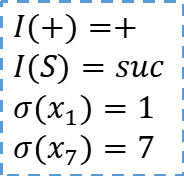 I(+) =+
I(S) = suc
σ(x₁) = 1
σ(x₇) = 7